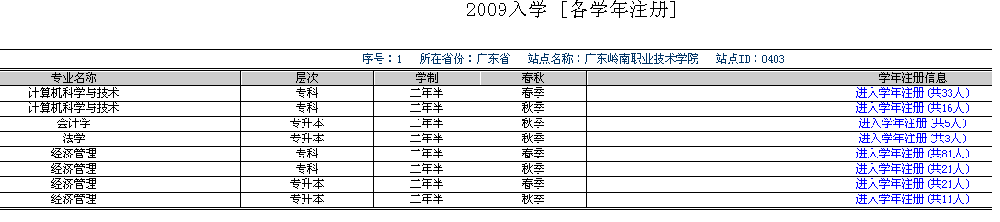 2009入学 [各学年注册]
序号：1 所在省份：广东省 站点名称：广东岭南职业技术学院 站点ID：0403
专业名称 层次 学制 春秋 学年注册信息
计算机科学与技术 专科 二年半 春季 进入学年注册(共33人)
计算机科学与技术 专科 二年半 秋季 进入学年注册(共16人)
会计学 专升本 二年半 秋季 进入学年注册(共5人)
法学 专升本 二年半 秋季 进入学年注册(共3人)
经济管理 专科 二年半 春季 进入学年注册(共81人)
经济管理 专科 二年半 秋季 进入学年注册(共21人)
经济管理 专升本 二年半 春季 进入学年注册(共21人)
经济管理 专升本 二年半 秋季 进入学年注册(共11人)